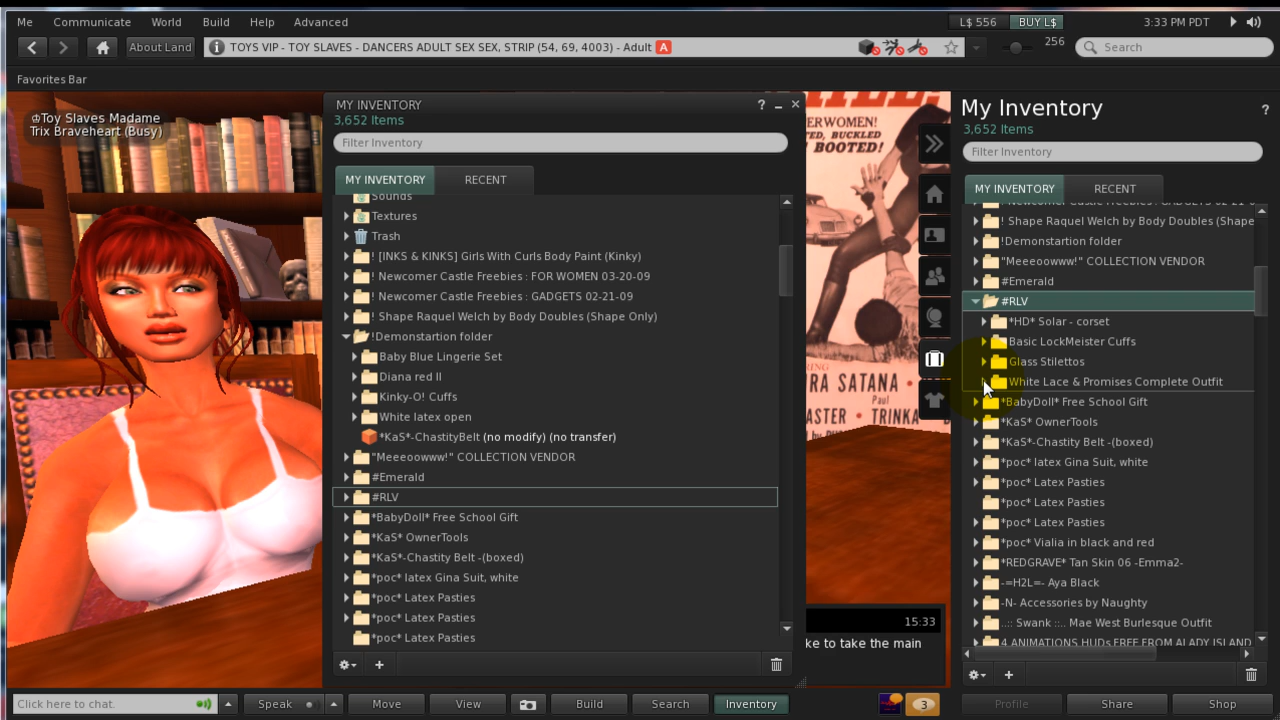 Me Communicate World Build Help Advanced L$ 556 BUY L$ 3:33 PM PDT
About Land TOYS VIP - TOY SLAVES - DANCERS ADULT SEX SEX, STRIP (54, 69, 4003) - Adult A 256 Search
Favorites Bar
Toy Slaves Madame
Trix Braveheart (Busy)
MY INVENTORY ?
3,652 Items
Filter Inventory
MY INVENTORY RECENT
Sounds
Textures
Trash
! [INKS & KINKS] Girls With Curls Body Paint (Kinky)
! Newcomer Castle Freebies : FOR WOMEN 03-20-09
! Newcomer Castle Freebies : GADGETS 02-21-09
! Shape Raquel Welch by Body Doubles (Shape Only)
!Demonstartion folder
Baby Blue Lingerie Set
Diana red II
Kinky-O! Cuffs
White latex open
*KaS*-ChastityBelt (no modify) (no transfer)
"Meeeoowww!" COLLECTION VENDOR
#Emerald
#RLV
*BabyDoll* Free School Gift
*KaS* OwnerTools
*KaS*-Chastity Belt -(boxed)
*poc* latex Gina Suit, white
*poc* Latex Pasties
*poc* Latex Pasties
*poc* Latex Pasties
ERWOMEN!
ED, BUCKLED
BOOTED!
RA SATANA
Paul
ASTER • TRINKA
15:33
ke to take the main
My Inventory ?
3,652 Items
Filter Inventory
MY INVENTORY RECENT
! Shape Raquel Welch by Body Doubles (Shape
!Demonstartion folder
"Meeeoowww!" COLLECTION VENDOR
#Emerald
#RLV
*HD* Solar - corset
Basic LockMeister Cuffs
Glass Stilettos
White Lace & Promises Complete Outfit
*BabyDoll* Free School Gift
*KaS* OwnerTools
*KaS*-Chastity Belt -(boxed)
*poc* latex Gina Suit, white
*poc* Latex Pasties
*poc* Latex Pasties
*poc* Latex Pasties
*poc* Vialia in black and red
*REDGRAVE* Tan Skin 06 -Emma2-
-=H2L=- Aya Black
-N- Accessories by Naughty
..:: Swank ::.. Mae West Burlesque Outfit
4 ANIMATIONS HUDs FREE FROM ALADY ISLAND
Click here to chat. Speak Move View Build Search Inventory 3 Profile Share Shop